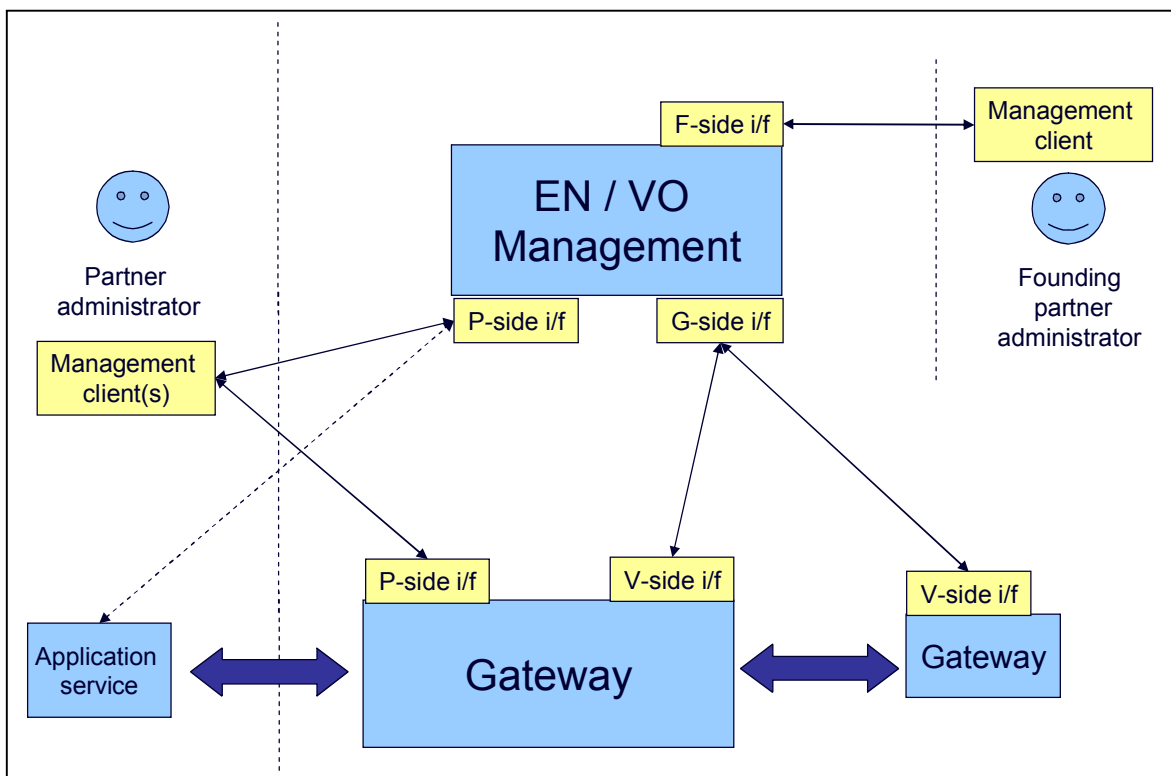 F-side i/f
Management
client
EN / VO
Management
Partner
administrator
Founding
partner
administrator
P-side i/f
G-side i/f
Management
client(s)
P-side i/f
V-side i/f
V-side i/f
Application
service
Gateway
Gateway